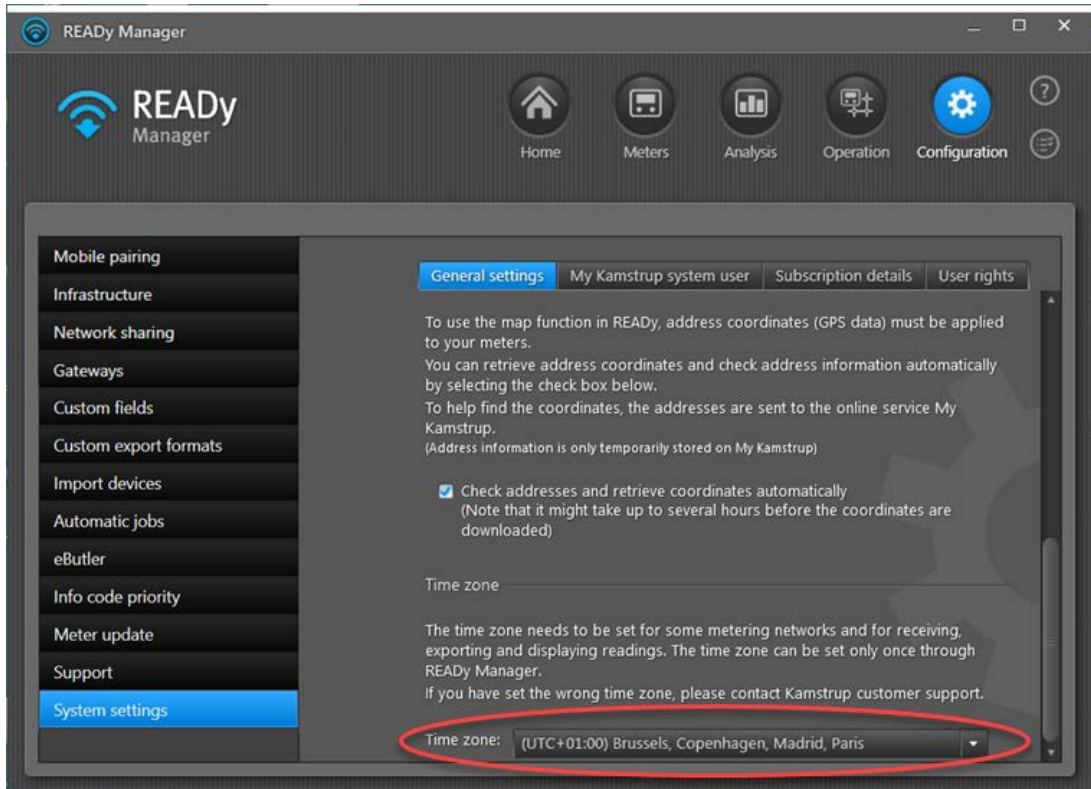 READy Manager
READy
Manager
Home
Meters
Analysis
Operation
Configuration
?
Mobile pairing
Infrastructure
Network sharing
Gateways
Custom fields
Custom export formats
Import devices
Automatic jobs
eButler
Info code priority
Meter update
Support
System settings
General settings
My Kamstrup system user
Subscription details
User rights
To use the map function in READy, address coordinates (GPS data) must be applied
to your meters.
You can retrieve address coordinates and check address information automatically
by selecting the check box below.
To help find the coordinates, the addresses are sent to the online service My
Kamstrup.
(Address information is only temporarily stored on My Kamstrup)
Check addresses and retrieve coordinates automatically
(Note that it might take up to several hours before the coordinates are
downloaded)
Time zone
The time zone needs to be set for some metering networks and for receiving,
exporting and displaying readings. The time zone can be set only once through
READy Manager.
If you have set the wrong time zone, please contact Kamstrup customer support.
Time zone: (UTC+01:00) Brussels, Copenhagen, Madrid, Paris